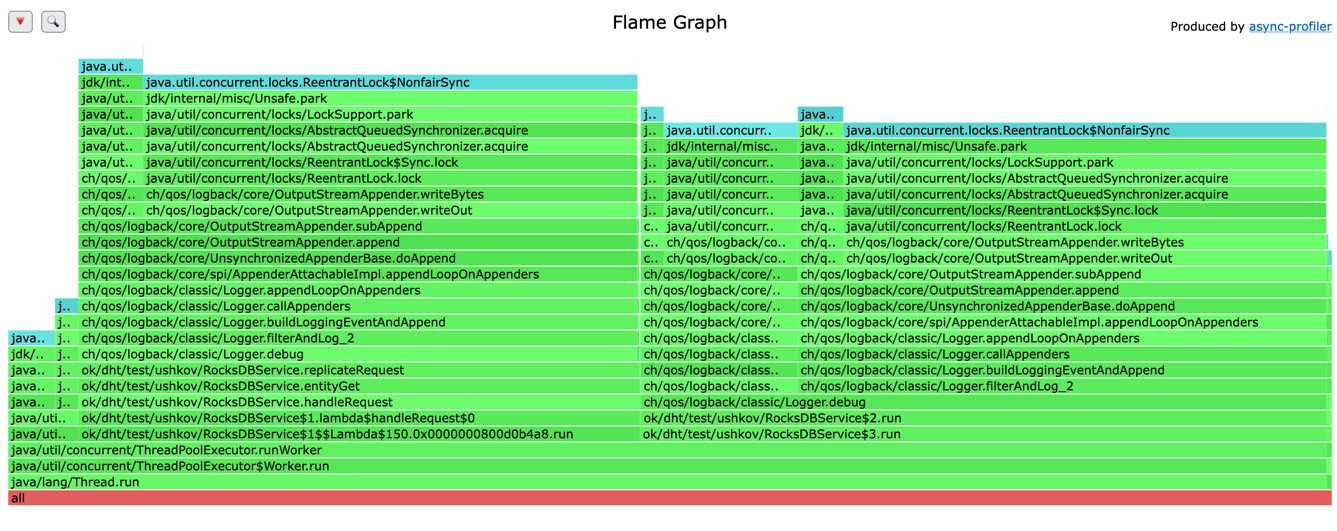 Flame Graph
Produced by async-profiler
java.ut..
jdk/int.. java.util.concurrent.locks.ReentrantLock$NonfairSync
java/ut.. jdk/internal/misc/Unsafe.park
java/ut.. java/util/concurrent/locks/LockSupport.park j.. java..
java/ut.. java/util/concurrent/locks/AbstractQueuedSynchronizer.acquire j.. java.util.concurr.. jdk/.. java.util.concurrent.locks.ReentrantLock$NonfairSync
java/ut.. java/util/concurrent/locks/AbstractQueuedSynchronizer.acquire j.. jdk/internal/misc.. java.. jdk/internal/misc/Unsafe.park
java/ut.. java/util/concurrent/locks/ReentrantLock$Sync.lock j.. java/util/concurr.. java.. java/util/concurrent/locks/LockSupport.park
ch/qos/.. java/util/concurrent/locks/ReentrantLock.lock j.. java/util/concurr.. java.. java/util/concurrent/locks/AbstractQueuedSynchronizer.acquire
ch/qos/.. ch/qos/logback/core/OutputStreamAppender.writeBytes j.. java/util/concurr.. java.. java/util/concurrent/locks/AbstractQueuedSynchronizer.acquire
ch/qos/.. ch/qos/logback/core/OutputStreamAppender.writeOut j.. java/util/concurr.. java.. java/util/concurrent/locks/ReentrantLock$Sync.lock
ch/qos/logback/core/OutputStreamAppender.subAppend c.. java/util/concurr.. ch/q.. java/util/concurrent/locks/ReentrantLock.lock
ch/qos/logback/core/OutputStreamAppender.append c.. ch/qos/logback/co.. ch/q.. ch/qos/logback/core/OutputStreamAppender.writeBytes
ch/qos/logback/core/UnsynchronizedAppenderBase.doAppend c.. ch/qos/logback/co.. ch/q.. ch/qos/logback/core/OutputStreamAppender.writeOut
ch/qos/logback/core/spi/AppenderAttachableImpl.appendLoopOnAppenders ch/qos/logback/core/.. ch/qos/logback/core/OutputStreamAppender.subAppend
ch/qos/logback/classic/Logger.appendLoopOnAppenders ch/qos/logback/core/.. ch/qos/logback/core/OutputStreamAppender.append
j.. ch/qos/logback/classic/Logger.callAppenders ch/qos/logback/core/.. ch/qos/logback/core/UnsynchronizedAppenderBase.doAppend
j.. ch/qos/logback/classic/Logger.buildLoggingEventAndAppend ch/qos/logback/core/.. ch/qos/logback/core/spi/AppenderAttachableImpl.appendLoopOnAppenders
java.. j.. ch/qos/logback/classic/Logger.filterAndLog_2 ch/qos/logback/class.. ch/qos/logback/classic/Logger.appendLoopOnAppenders
jdk/.. j.. ch/qos/logback/classic/Logger.debug ch/qos/logback/class.. ch/qos/logback/classic/Logger.callAppenders
java.. j.. ok/dht/test/ushkov/RocksDBService.replicateRequest ch/qos/logback/class.. ch/qos/logback/classic/Logger.buildLoggingEventAndAppend
java.. j.. ok/dht/test/ushkov/RocksDBService.entityGet ch/qos/logback/class.. ch/qos/logback/classic/Logger.filterAndLog_2
java.. j.. ok/dht/test/ushkov/RocksDBService.handleRequest ch/qos/logback/classic/Logger.debug
java/uti.. ok/dht/test/ushkov/RocksDBService$1.lambda$handleRequest$0 ok/dht/test/ushkov/RocksDBService$2.run
java/uti.. ok/dht/test/ushkov/RocksDBService$1$$Lambda$150.0x0000000800d0b4a8.run ok/dht/test/ushkov/RocksDBService$3.run
java/util/concurrent/ThreadPoolExecutor.runWorker
java/util/concurrent/ThreadPoolExecutor$Worker.run
java/lang/Thread.run
all